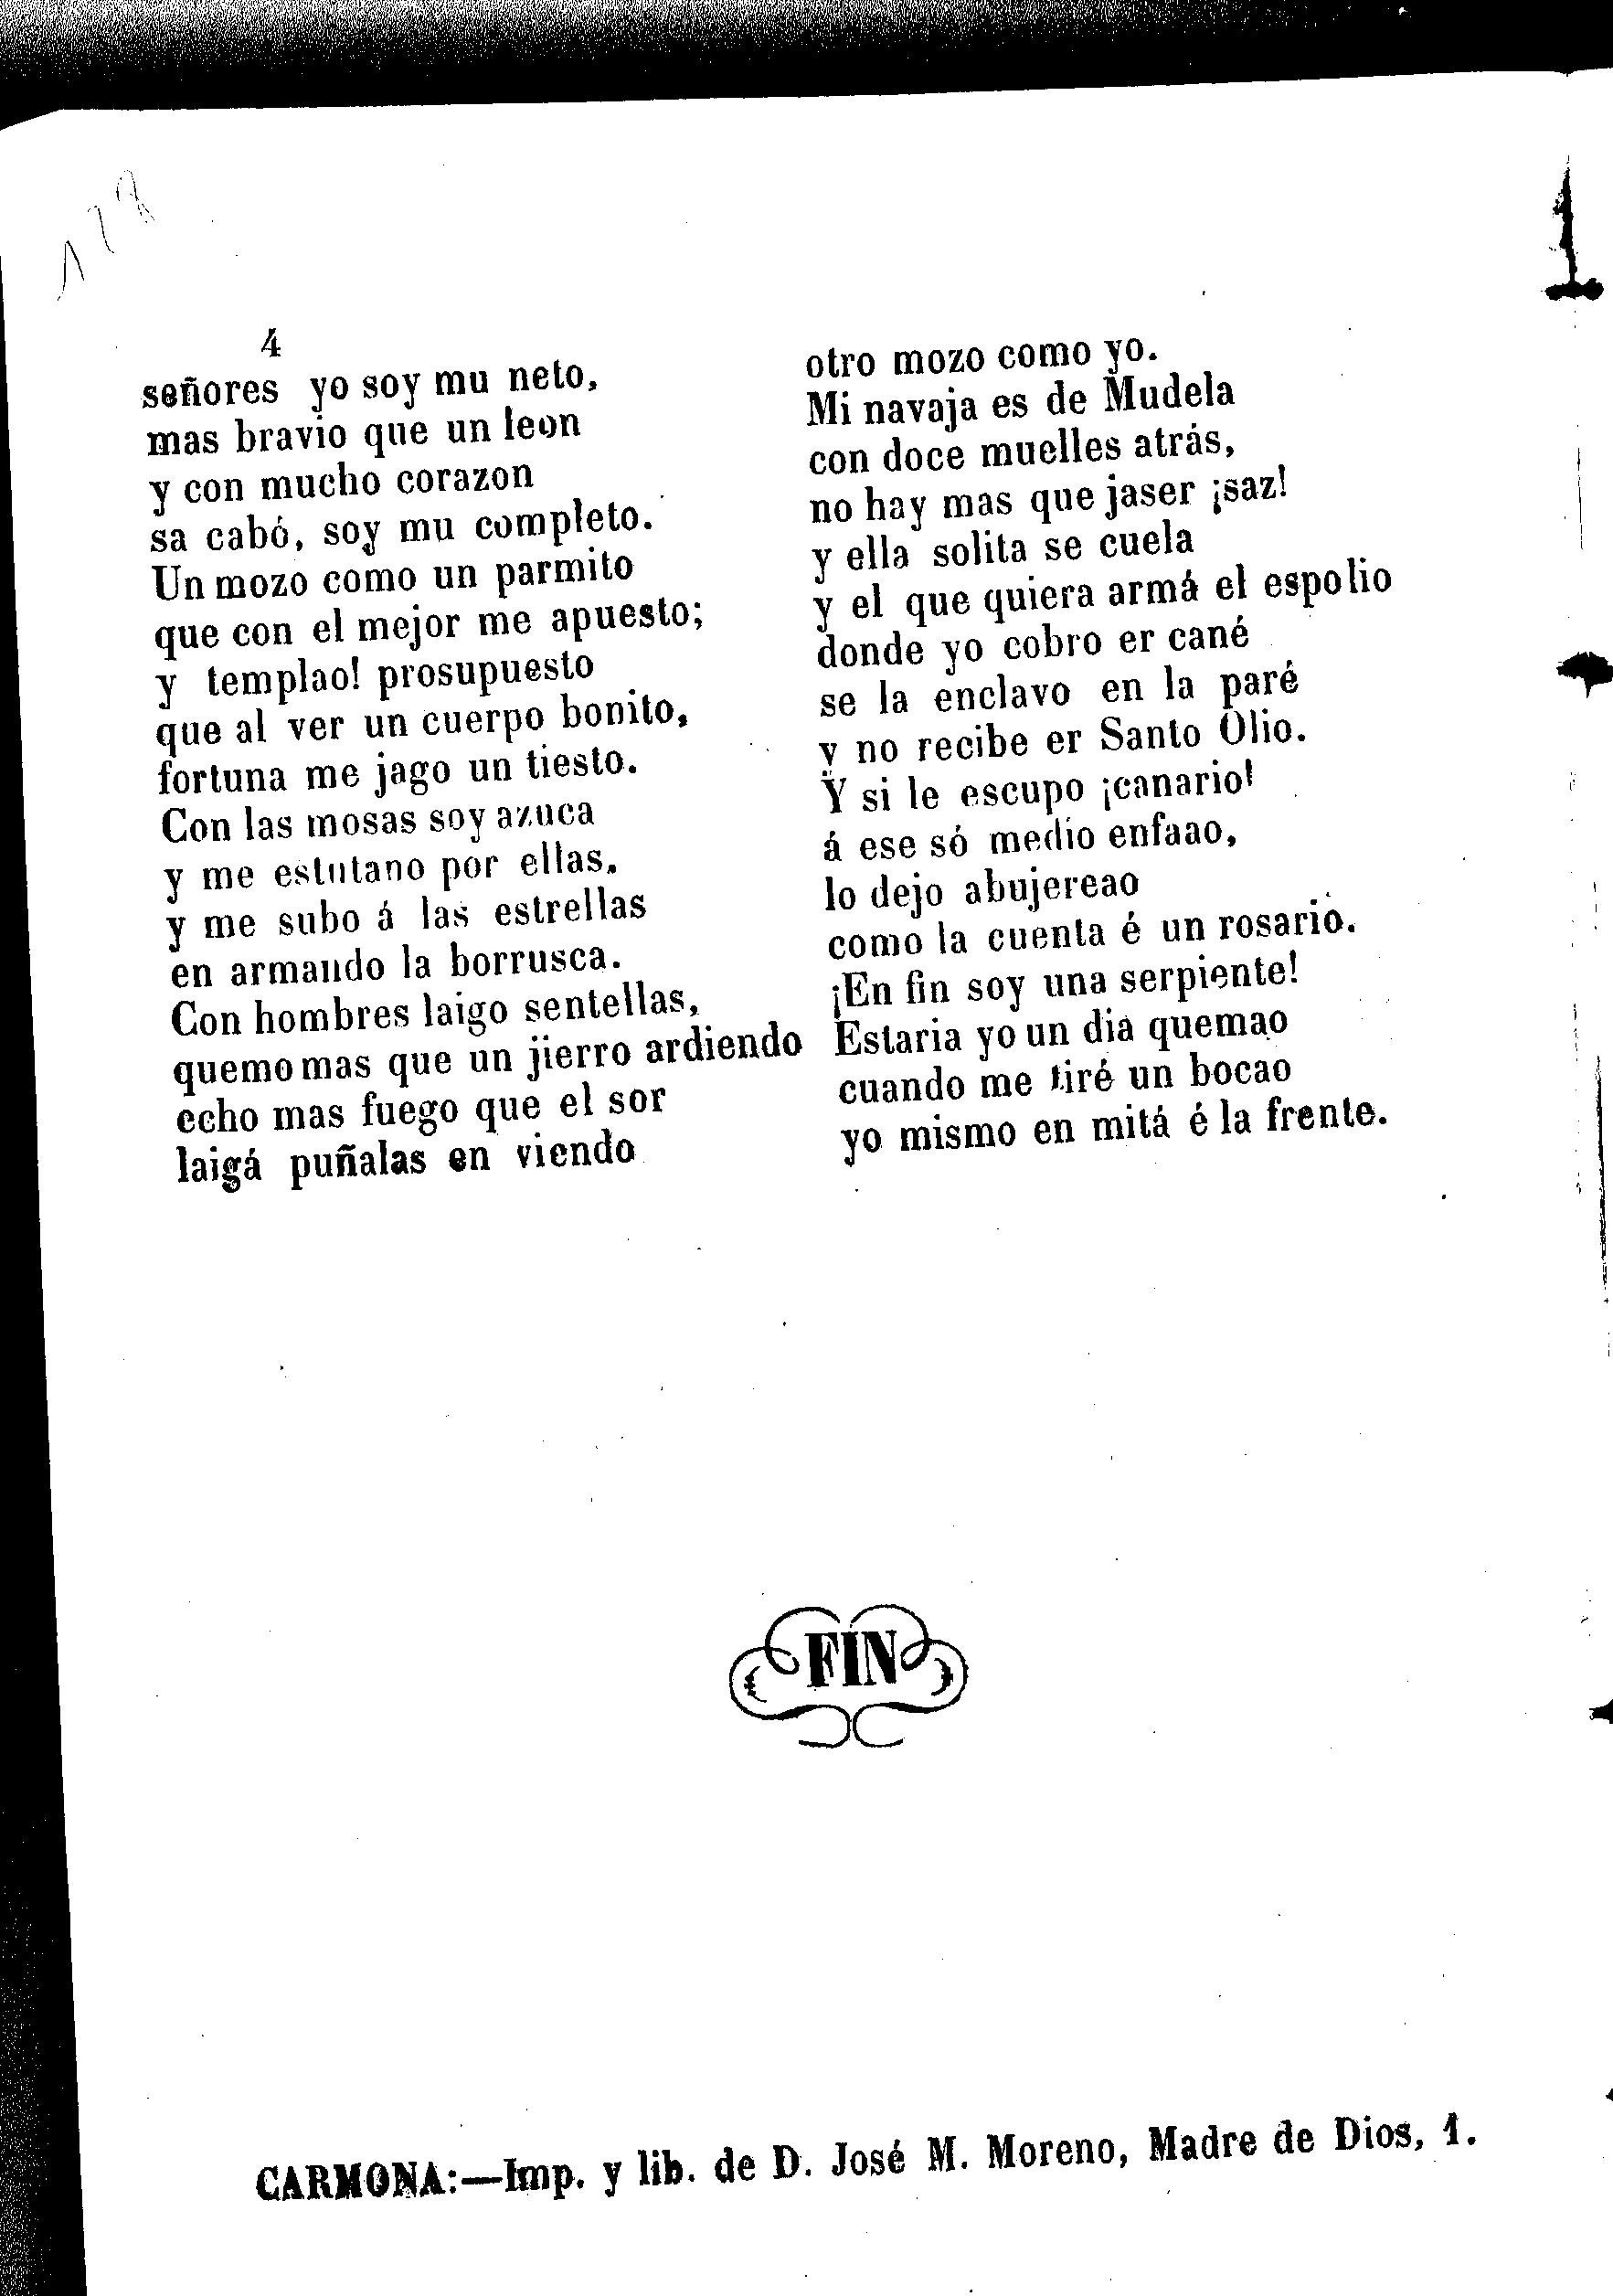 178
4
señores yo soy mu neto,
mas bravio que un leon
y con mucho corazon
sa cabó, soy mu completo.
Un mozo como un parmito
que con el mejor me apuesto;
y templao! prosupuesto
que al ver un cuerpo bonito,
fortuna me jago un tiesto.
Con las mosas soy azuca
y me estutano por ellas,
y me subo á las estrellas
en armando la borrusca.
Con hombres laigo sentellas,
quemo mas que un jierro ardiendo
echo mas fuego que el sor
laigá puñalas en viendo
otro mozo como yo.
Mi navaja es de Mudela
con doce muelles atrás,
no hay mas que jaser ¡saz!
y ella solita se cuela
y el que quiera armá el espolio
donde yo cobro er cané
se la enclavo en la paré
y no recibe er Santo Olio.
Y si le escupo ¡canario!
á ese só medio enfaao,
lo dejo abujereao
como la cuenta é un rosario.
¡En fin soy una serpiente!
Estaria yo un dia quemao
cuando me tiré un bocao
yo mismo en mitá é la frente.
FIN
CARMONA:—Imp. y lib. de D. José M. Moreno, Madre de Dios, 1.